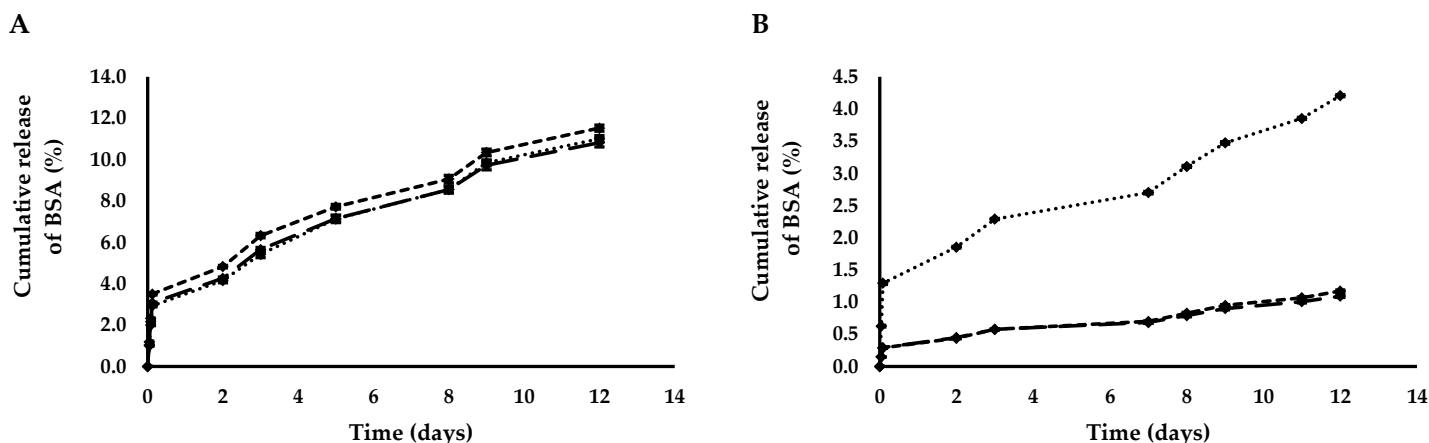 A
Cumulative release
of BSA (%)
14.0
12.0
10.0
8.0
6.0
4.0
2.0
0.0
0 2 4 6 8 10 12 14
Time (days)
B
Cumulative release
of BSA (%)
4.5
4.0
3.5
3.0
2.5
2.0
1.5
1.0
0.5
0.0
0 2 4 6 8 10 12 14
Time (days)